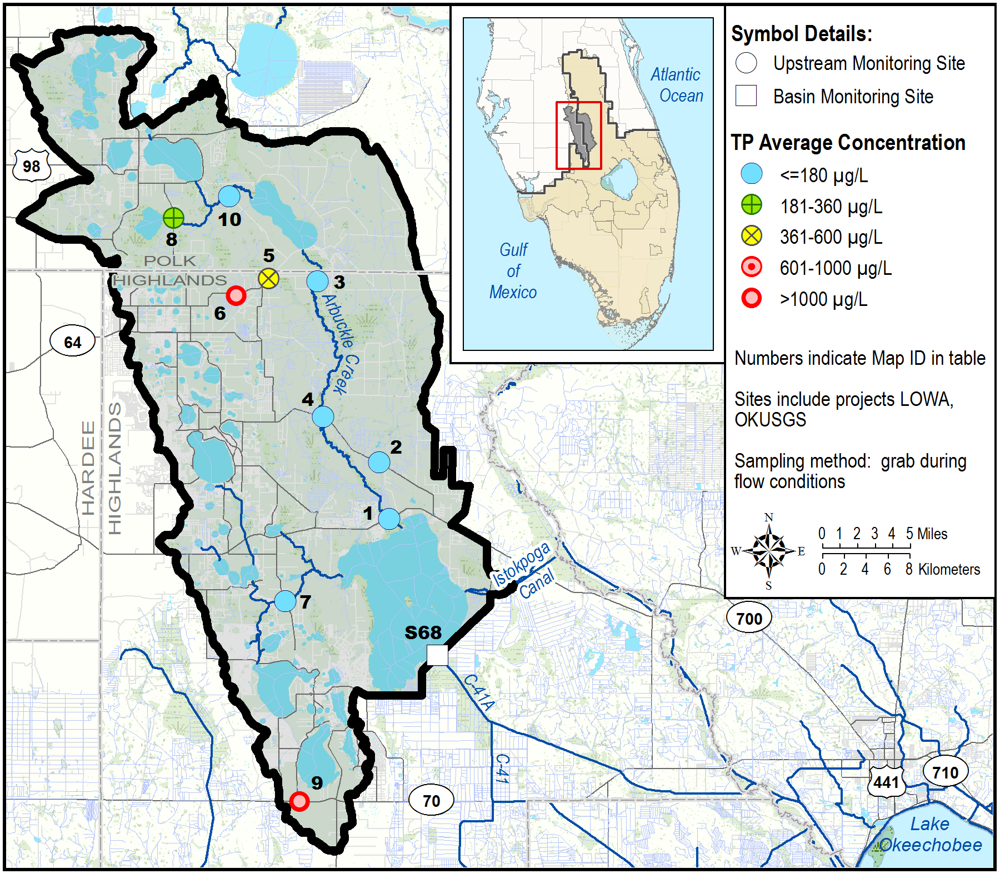 Symbol Details:
Upstream Monitoring Site
Basin Monitoring Site
TP Average Concentration
<=180 µg/L
181-360 µg/L
361-600 µg/L
601-1000 µg/L
>1000 µg/L
Numbers indicate Map ID in table
Sites include projects LOWA,
OKUSGS
Sampling method: grab during
flow conditions
N
W
E
S
0 1 2 3 4 5 Miles
0 2 4 6 8 Kilometers
Atlantic
Ocean
Gulf
of
Mexico
98
10
8
POLK
HIGHLANDS
5
3
6
64
Arbuckle Creek
4
2
HARDEE
HIGHLANDS
1
Istokpoga
Canal
7
S68
700
C-41A
C-41
9
70
441
710
Lake
Okeechobee